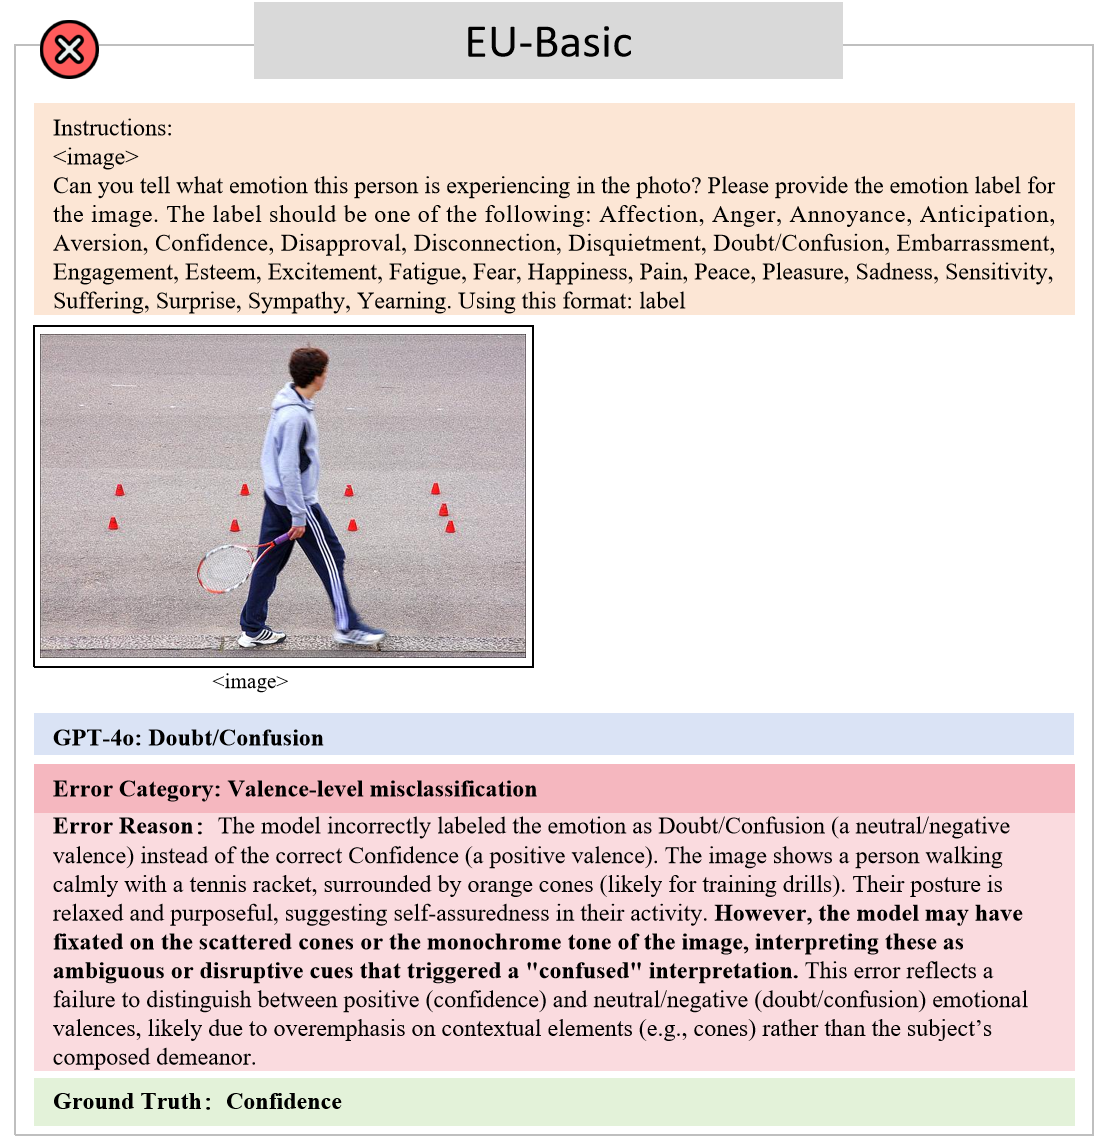 EU-Basic
Instructions:
<image>
Can you tell what emotion this person is experiencing in the photo? Please provide the emotion label for
the image. The label should be one of the following: Affection, Anger, Annoyance, Anticipation,
Aversion, Confidence, Disapproval, Disconnection, Disquietment, Doubt/Confusion, Embarrassment,
Engagement, Esteem, Excitement, Fatigue, Fear, Happiness, Pain, Peace, Pleasure, Sadness, Sensitivity,
Suffering, Surprise, Sympathy, Yearning. Using this format: label
<image>
GPT-4o: Doubt/Confusion
Error Category: Valence-level misclassification
Error Reason： The model incorrectly labeled the emotion as Doubt/Confusion (a neutral/negative
valence) instead of the correct Confidence (a positive valence). The image shows a person walking
calmly with a tennis racket, surrounded by orange cones (likely for training drills). Their posture is
relaxed and purposeful, suggesting self-assuredness in their activity. However, the model may have
fixated on the scattered cones or the monochrome tone of the image, interpreting these as
ambiguous or disruptive cues that triggered a "confused" interpretation. This error reflects a
failure to distinguish between positive (confidence) and neutral/negative (doubt/confusion) emotional
valences, likely due to overemphasis on contextual elements (e.g., cones) rather than the subject’s
composed demeanor.
Ground Truth： Confidence